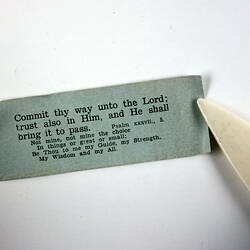 Commit thy way unto the Lord;
trust also in Him, and He shall
bring it to pass. Psalm xxxvii., 5.
Not mine, not mine the choice
In things or great or small;
Be Thou to me my Guide, my Strength,
My Wisdom and my All.